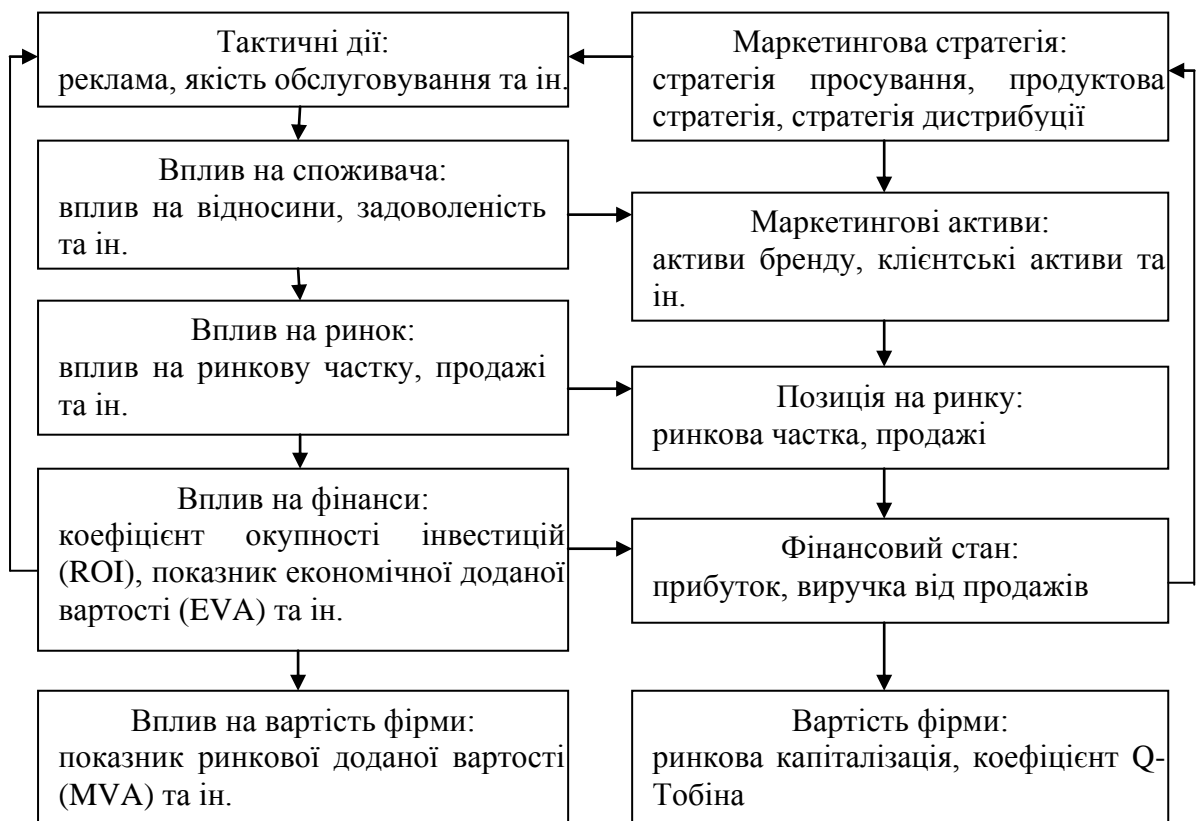 Тактичні дії:
реклама, якість обслуговування та ін.
Вплив на споживача:
вплив на відносини, задоволеність
та ін.
Вплив на ринок:
вплив на ринкову частку, продажі
та ін.
Вплив на фінанси:
коефіцієнт окупності інвестицій
(ROI), показник економічної доданої
вартості (EVA) та ін.
Вплив на вартість фірми:
показник ринкової доданої вартості
(MVA) та ін.
Маркетингова стратегія:
стратегія просування, продуктова
стратегія, стратегія дистрибуції
Маркетингові активи:
активи бренду, клієнтські активи та
ін.
Позиція на ринку:
ринкова частка, продажі
Фінансовий стан:
прибуток, виручка від продажів
Вартість фірми:
ринкова капіталізація, коефіцієнт Q-
Тобіна